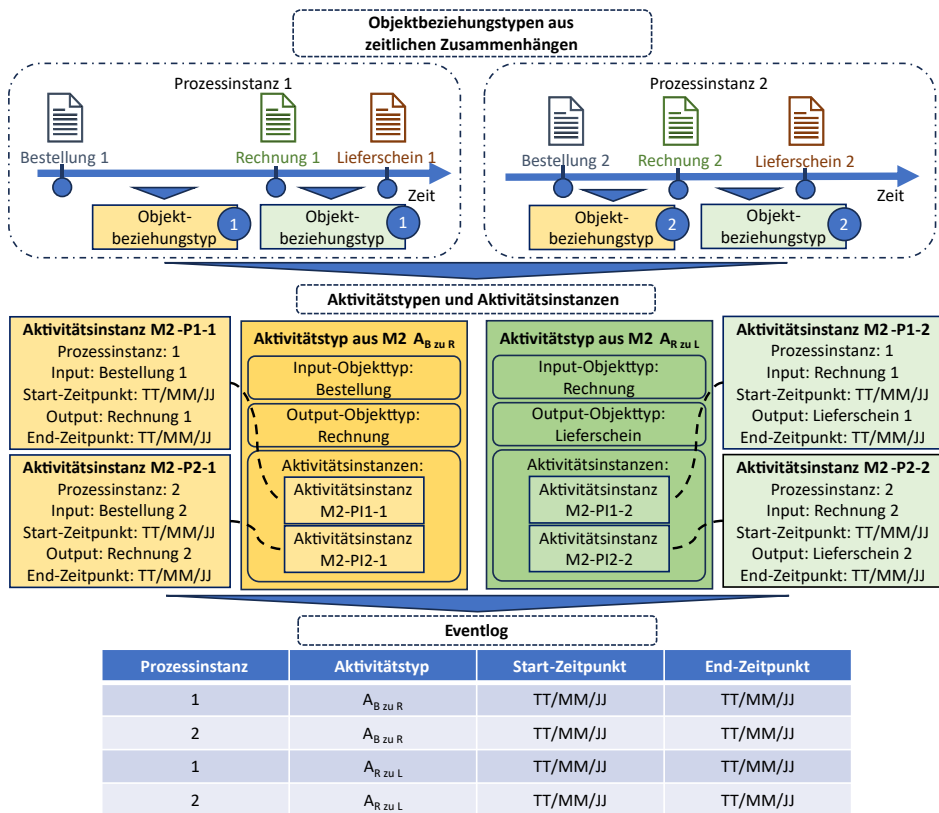 Objektbeziehungstypen aus
zeitlichen Zusammenhängen
Prozessinstanz 1
Bestellung 1
Rechnung 1
Lieferschein 1
Zeit
Objekt-
beziehungstyp
1
Objekt-
beziehungstyp
1
Prozessinstanz 2
Bestellung 2
Rechnung 2
Lieferschein 2
Zeit
Objekt-
beziehungstyp
2
Objekt-
beziehungstyp
2
Aktivitätstypen und Aktivitätsinstanzen
Aktivitätsinstanz M2-P1-1
Prozessinstanz: 1
Input: Bestellung 1
Start-Zeitpunkt: TT/MM/JJ
Output: Rechnung 1
End-Zeitpunkt: TT/MM/JJ
Aktivitätsinstanz M2-P2-1
Prozessinstanz: 2
Input: Bestellung 2
Start-Zeitpunkt: TT/MM/JJ
Output: Rechnung 2
End-Zeitpunkt: TT/MM/JJ
Aktivitätstyp aus M2 A B zu R
Input-Objekttyp:
Bestellung
Output-Objekttyp:
Rechnung
Aktivitätsinstanzen:
Aktivitätsinstanz
M2-PI1-1
Aktivitätsinstanz
M2-PI2-1
Aktivitätstyp aus M2 A R zu L
Input-Objekttyp:
Rechnung
Output-Objekttyp:
Lieferschein
Aktivitätsinstanzen:
Aktivitätsinstanz
M2-PI1-2
Aktivitätsinstanz
M2-PI2-2
Aktivitätsinstanz M2-P1-2
Prozessinstanz: 1
Input: Rechnung 1
Start-Zeitpunkt: TT/MM/JJ
Output: Lieferschein 1
End-Zeitpunkt: TT/MM/JJ
Aktivitätsinstanz M2-P2-2
Prozessinstanz: 2
Input: Rechnung 2
Start-Zeitpunkt: TT/MM/JJ
Output: Lieferschein 2
End-Zeitpunkt: TT/MM/JJ
Eventlog
Prozessinstanz Aktivitätstyp Start-Zeitpunkt End-Zeitpunkt
1 A B zu R TT/MM/JJ TT/MM/JJ
2 A B zu R TT/MM/JJ TT/MM/JJ
1 A R zu L TT/MM/JJ TT/MM/JJ
2 A R zu L TT/MM/JJ TT/MM/JJ